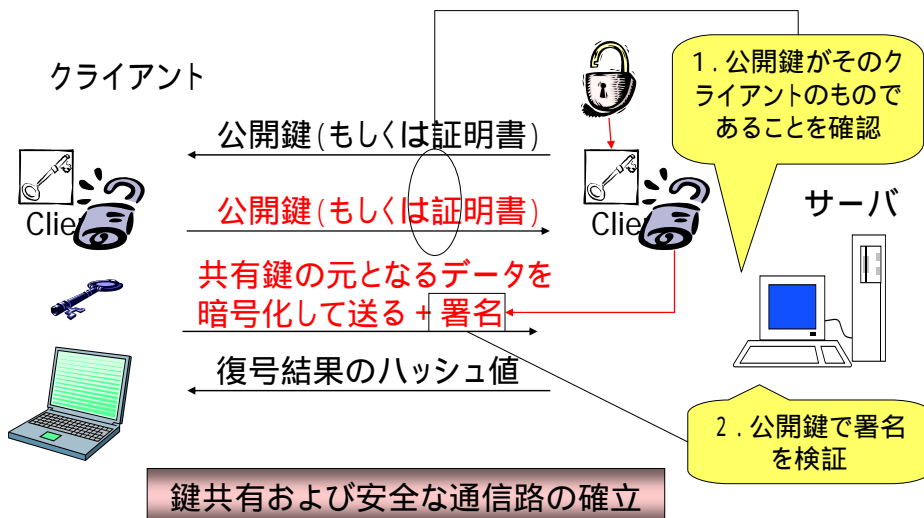 クライアント
公開鍵(もしくは証明書)
1.公開鍵がそのク
ライアントのもので
あることを確認
Clie
公開鍵(もしくは証明書)
Clie
サーバ
共有鍵の元となるデータを
暗号化して送る+署名
復号結果のハッシュ値
2.公開鍵で署名
を検証
鍵共有および安全な通信路の確立